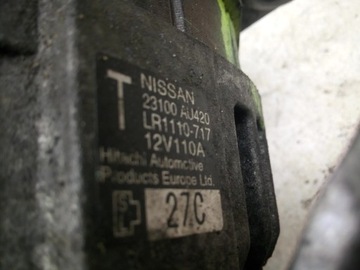 T
NISSAN
23100 AU420
LR1110-717
12V110A
Hitachi Automotive
Products Europe Ltd.
27C